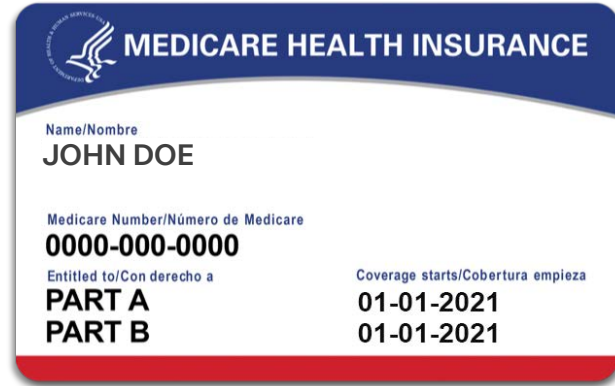 MEDICARE HEALTH INSURANCE
Name/Nombre
JOHN DOE
Medicare Number/Número de Medicare
0000-000-0000
Entitled to/Con derecho a
Coverage starts/Cobertura empieza
PART A 01-01-2021
PART B 01-01-2021